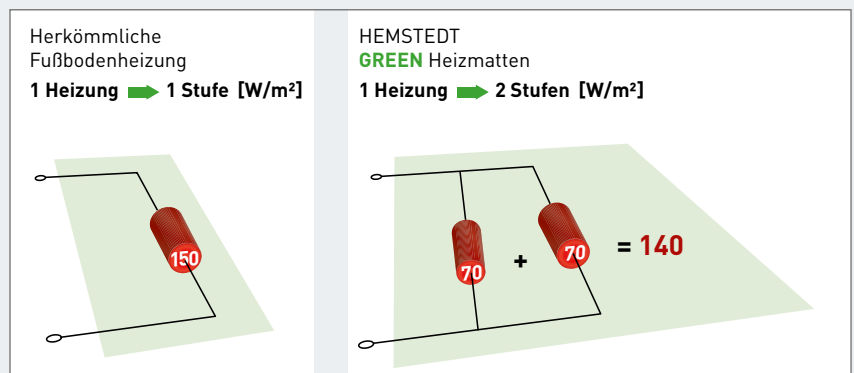 Herkömmliche
Fußbodenheizung
1 Heizung ➡ 1 Stufe [W/m²]
150
HEMSTEDT
GREEN Heizmatten
1 Heizung ➡ 2 Stufen [W/m²]
70 + 70 = 140